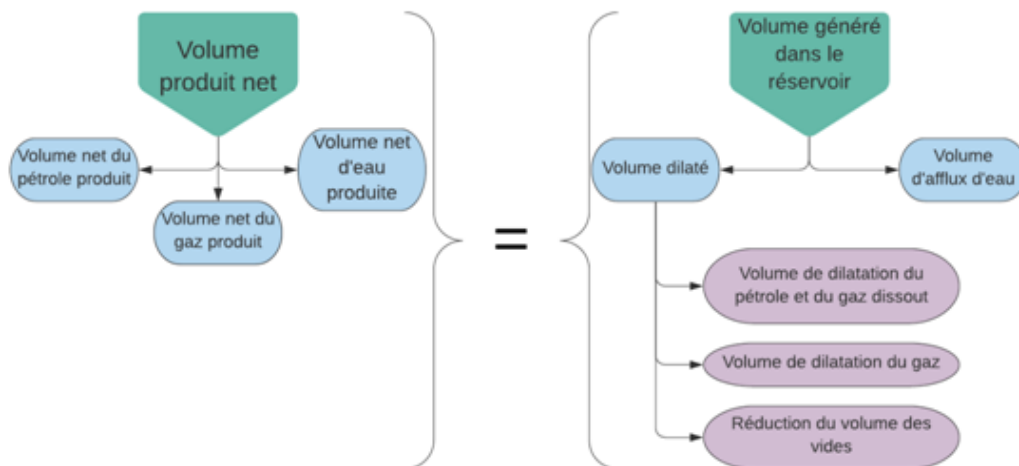 Volume
produit net
Volume net du
pétrole produit
Volume net du
gaz produit
Volume net
d'eau
produite
=
Volume généré
dans le
réservoir
Volume dilaté
Volume
d'afflux d'eau
Volume de dilatation du
pétrole et du gaz dissout
Volume de dilatation du gaz
Réduction du volume des
vides